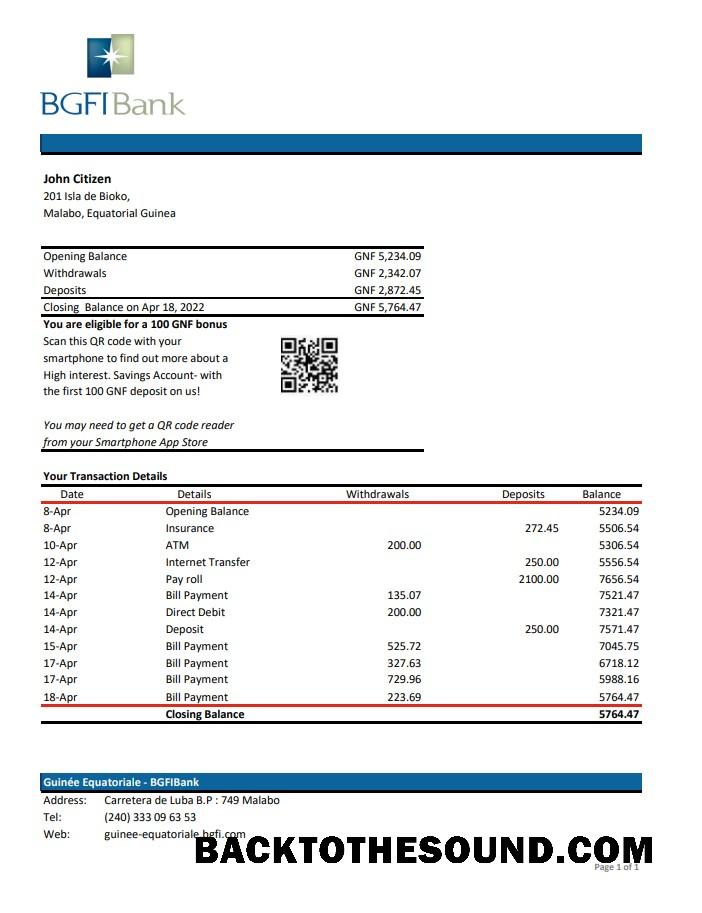 BGFIBank
John Citizen
201 Isla de Bioko,
Malabo, Equatorial Guinea
Opening Balance GNF 5,234.09
Withdrawals GNF 2,342.07
Deposits GNF 2,872.45
Closing Balance on Apr 18, 2022 GNF 5,764.47
You are eligible for a 100 GNF bonus
Scan this QR code with your
smartphone to find out more about a
High interest. Savings Account- with
the first 100 GNF deposit on us!
You may need to get a QR code reader
from your Smartphone App Store
Your Transaction Details
Date Details Withdrawals Deposits Balance
8-Apr Opening Balance 5234.09
8-Apr Insurance 272.45 5506.54
10-Apr ATM 200.00 5306.54
12-Apr Internet Transfer 250.00 5556.54
12-Apr Pay roll 2100.00 7656.54
14-Apr Bill Payment 135.07 7521.47
14-Apr Direct Debit 200.00 7321.47
14-Apr Deposit 250.00 7571.47
15-Apr Bill Payment 525.72 7045.75
17-Apr Bill Payment 327.63 6718.12
17-Apr Bill Payment 729.96 5988.16
18-Apr Bill Payment 223.69 5764.47
Closing Balance 5764.47
Guinée Equatoriale - BGFIBank
Address: Carretera de Luba B.P : 749 Malabo
Tel: (240) 333 09 63 53
Web: guinee-equatoriale.bgfi.com
BACKTOTHESOUND.COM
Page 1 of 1